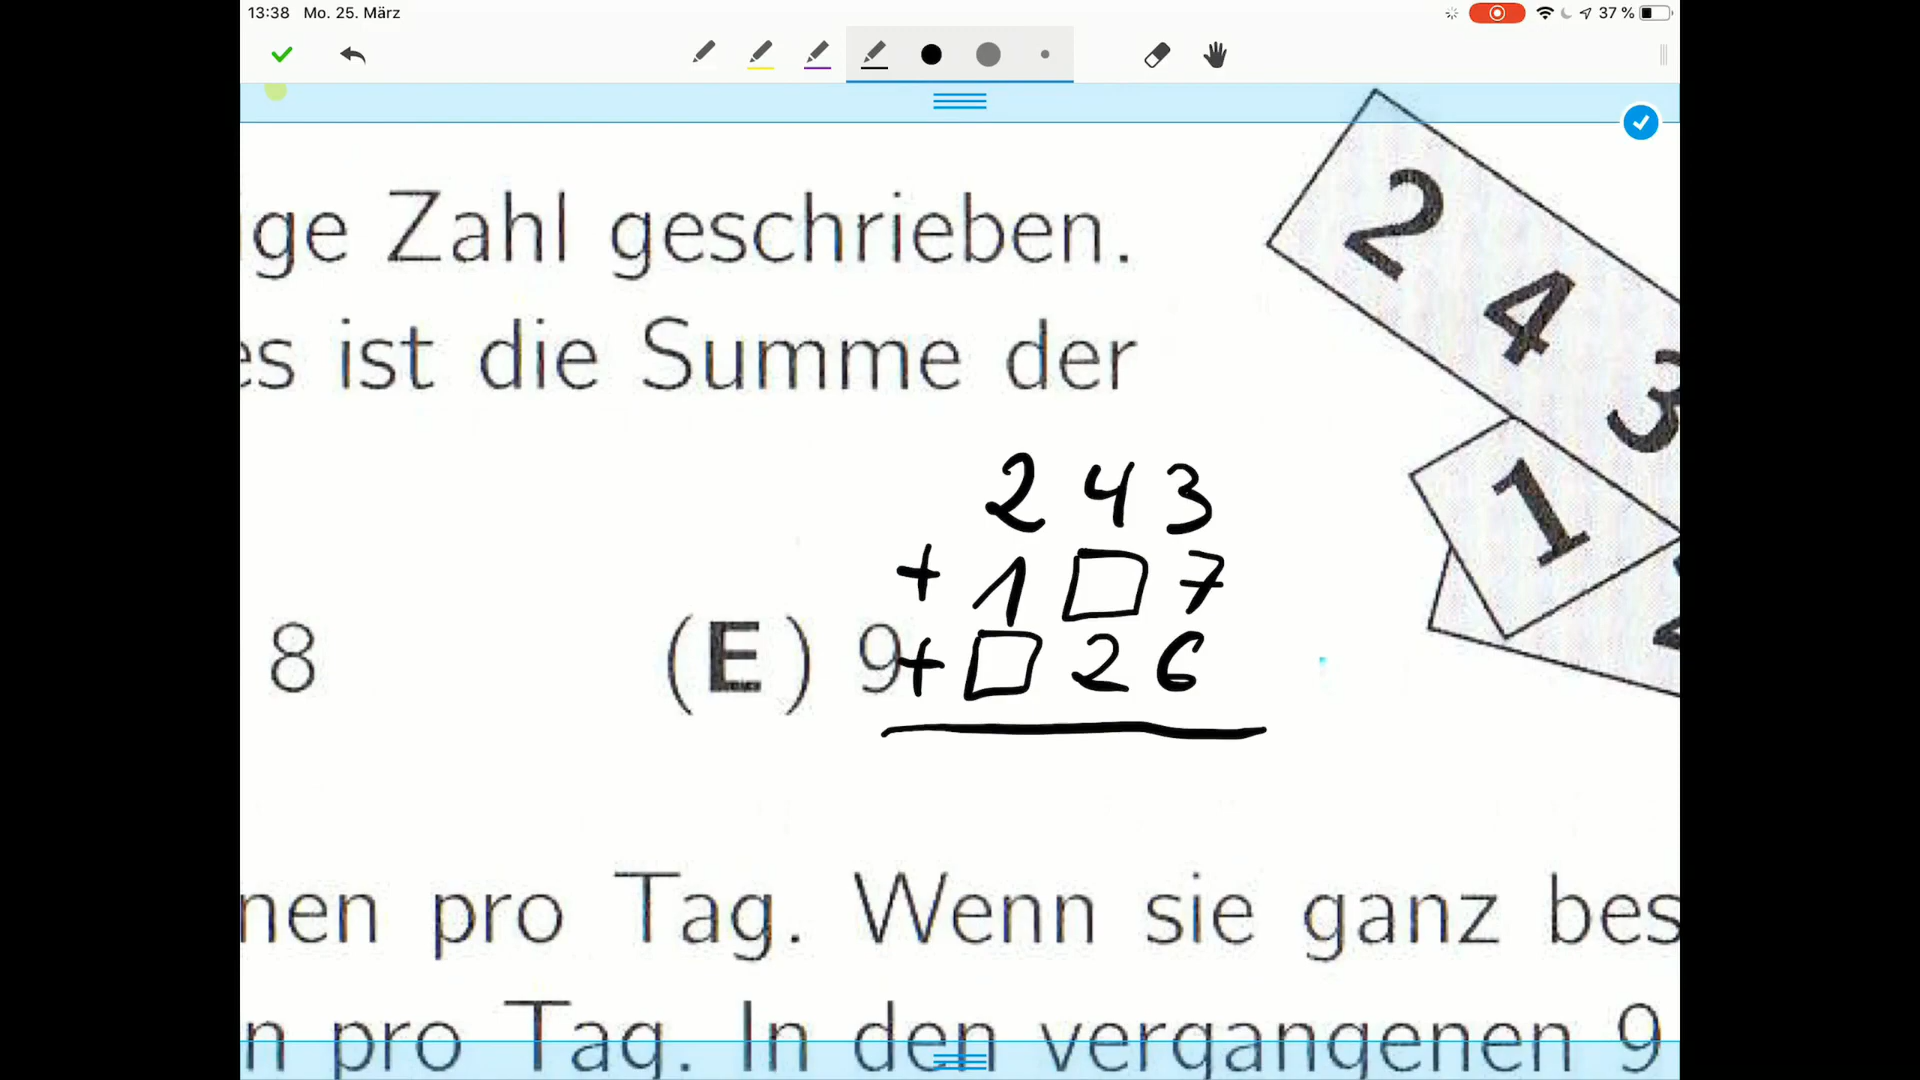 13:38 Mo. 25. März 37 %
ige Zahl geschrieben.
es ist die Summe der
2 4 3
1
2 4 3
+ 1 □ 7
+ □ 2 6
8 (E) 9
nen pro Tag. Wenn sie ganz bes
n pro Tag. In den vergangenen 9